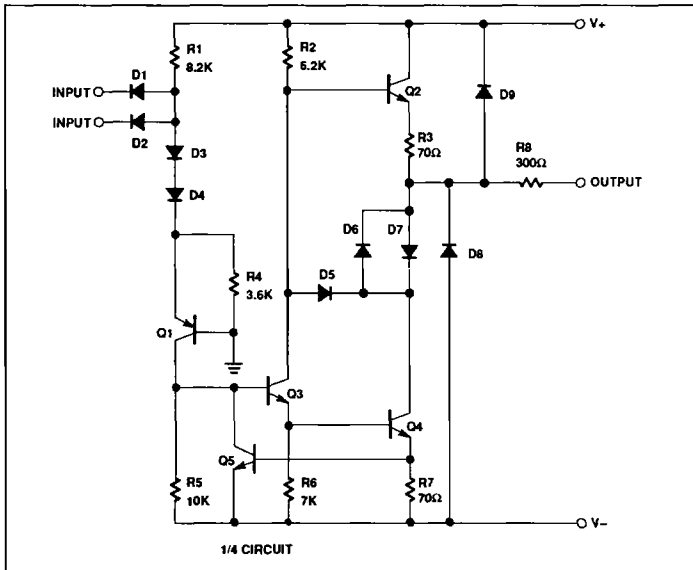 V+
R1
8.2K
R2
6.2K
D1
INPUT
Q2
D9
INPUT
D2
D3
R3
70Ω
R8
300Ω
OUTPUT
D4
D6
D7
D8
R4
3.6K
D5
Q1
Q3
Q4
Q5
R5
10K
R6
7K
R7
70Ω
V−
1/4 CIRCUIT